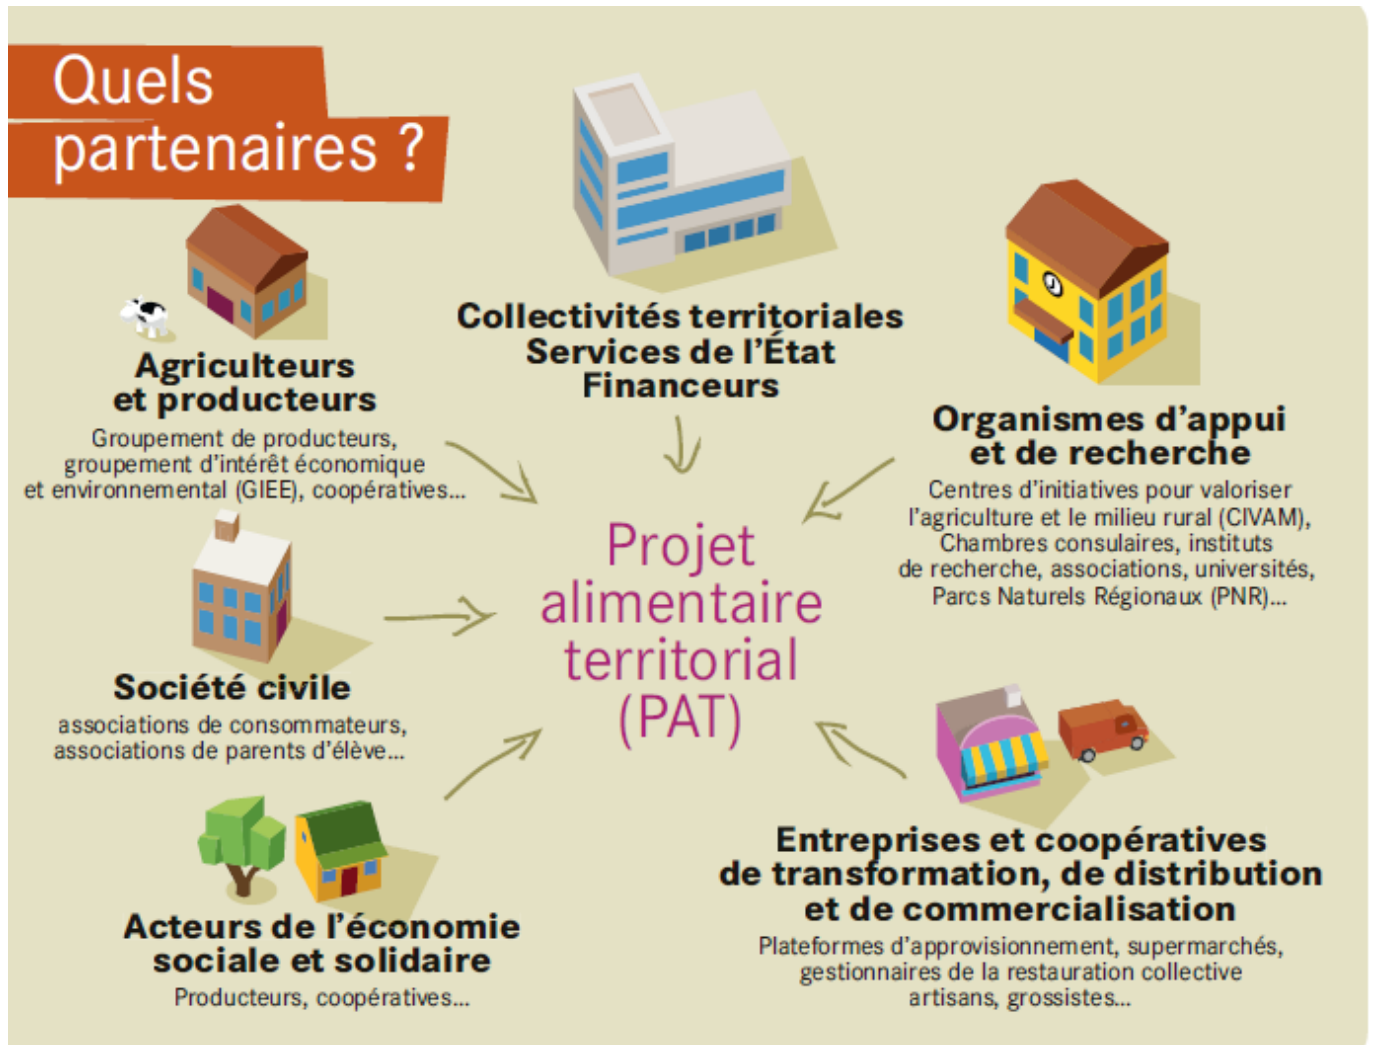 Quels
partenaires ?
Collectivités territoriales
Services de l'État
Financeurs
Agriculteurs
et producteurs
Groupement de producteurs,
groupement d'intérêt économique
et environnemental (GIEE), coopératives...
Organismes d'appui
et de recherche
Centres d'initiatives pour valoriser
l'agriculture et le milieu rural (CIVAM),
Chambres consulaires, instituts
de recherche, associations, universités,
Parcs Naturels Régionaux (PNR)...
Projet
alimentaire
territorial
(PAT)
Société civile
associations de consommateurs,
associations de parents d'élève...
Acteurs de l'économie
sociale et solidaire
Producteurs, coopératives...
Entreprises et coopératives
de transformation, de distribution
et de commercialisation
Plateformes d'approvisionnement, supermarchés,
gestionnaires de la restauration collective
artisans, grossistes...